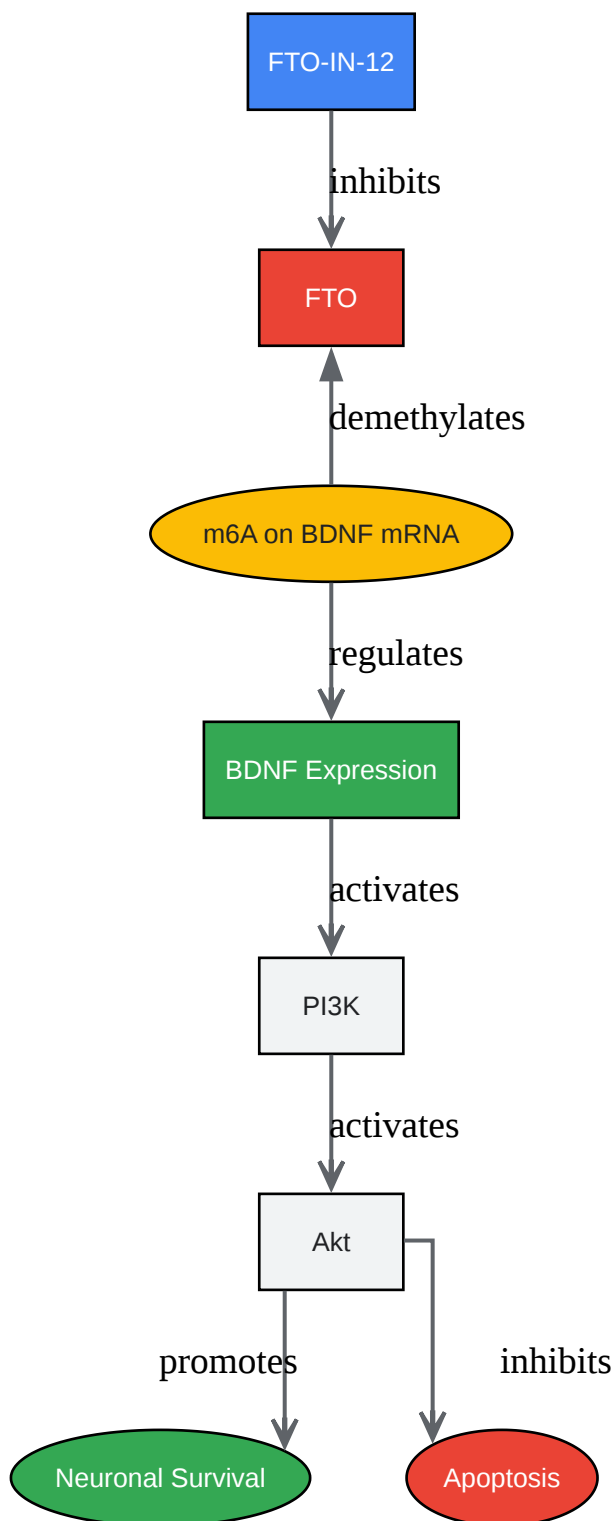 FTO-IN-12
inhibits
FTO
demethylates
m6A on BDNF mRNA
regulates
BDNF Expression
activates
PI3K
activates
Akt
promotes
inhibits
Neuronal Survival
Apoptosis